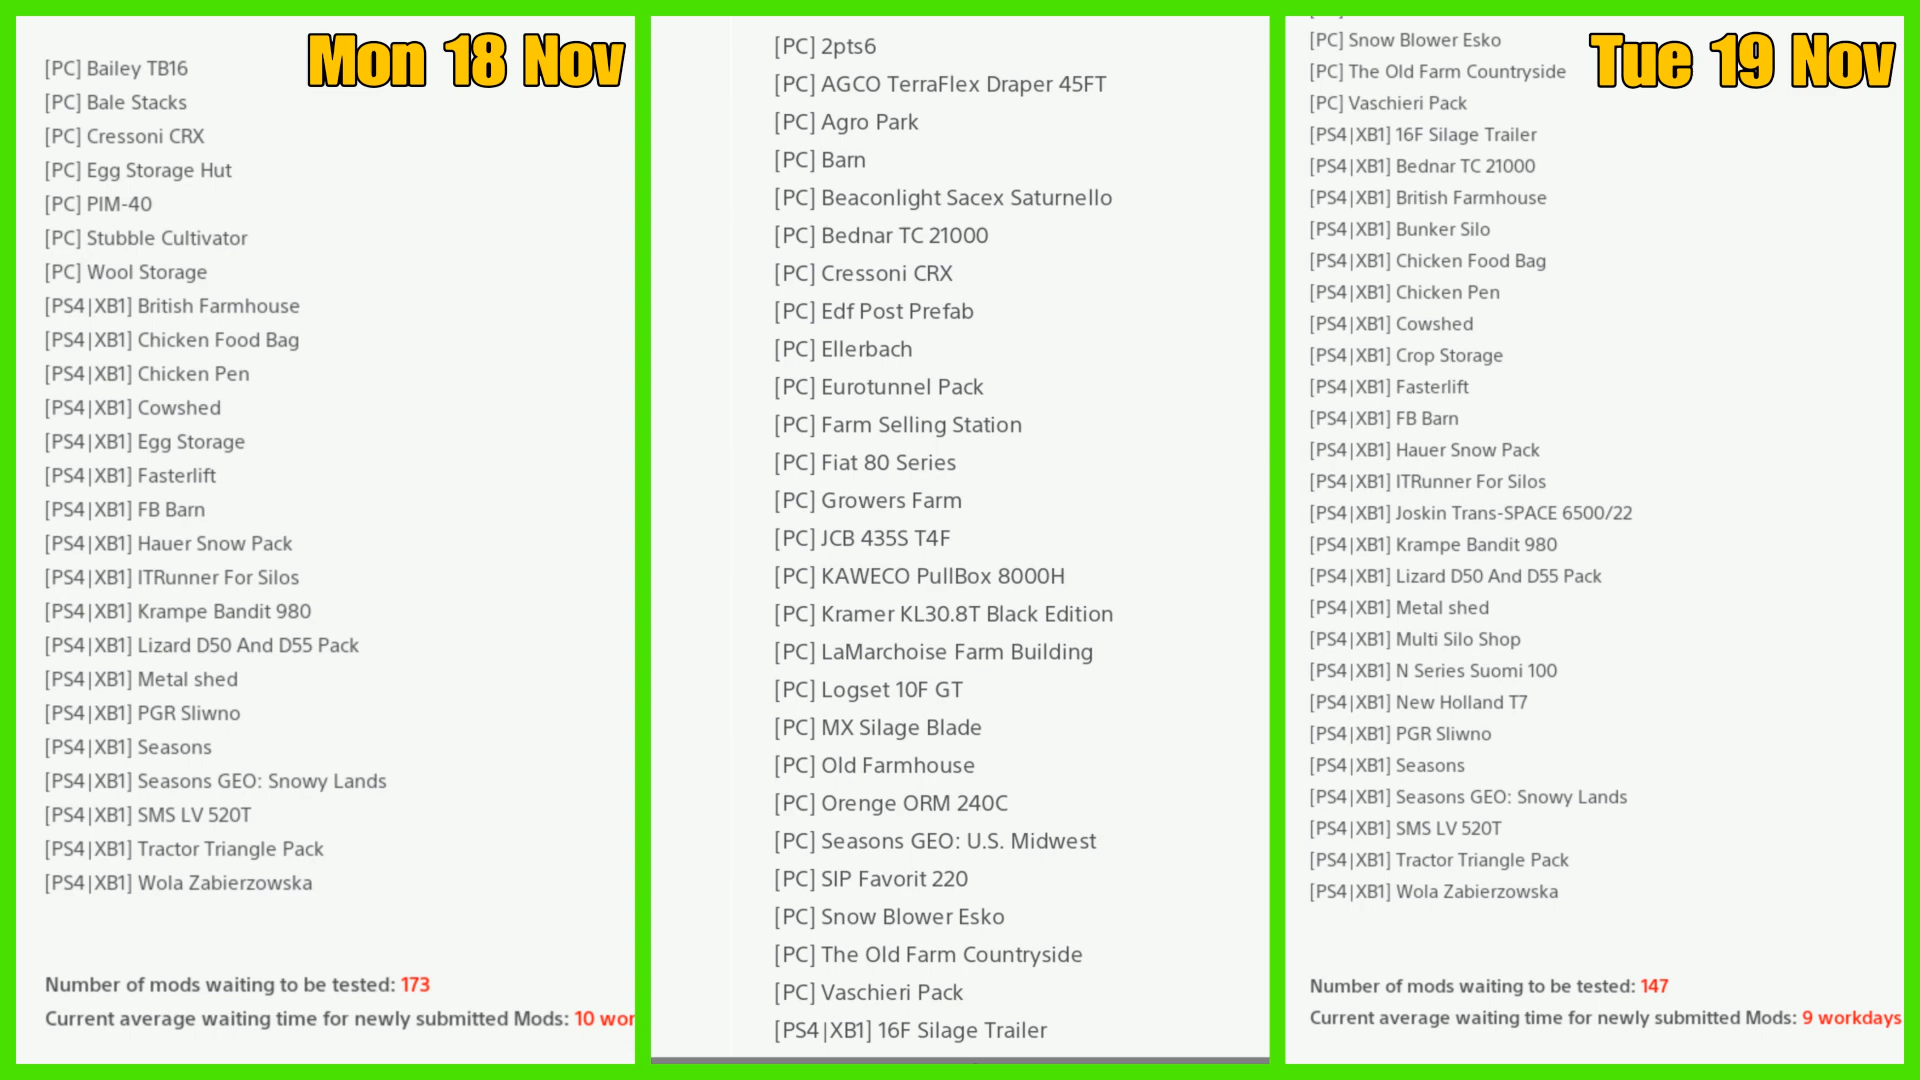 Mon 18 Nov
[PC] Bailey TB16
[PC] Bale Stacks
[PC] Cressoni CRX
[PC] Egg Storage Hut
[PC] PIM-40
[PC] Stubble Cultivator
[PC] Wool Storage
[PS4|XB1] British Farmhouse
[PS4|XB1] Chicken Food Bag
[PS4|XB1] Chicken Pen
[PS4|XB1] Cowshed
[PS4|XB1] Egg Storage
[PS4|XB1] Fasterlift
[PS4|XB1] FB Barn
[PS4|XB1] Hauer Snow Pack
[PS4|XB1] ITRunner For Silos
[PS4|XB1] Krampe Bandit 980
[PS4|XB1] Lizard D50 And D55 Pack
[PS4|XB1] Metal shed
[PS4|XB1] PGR Sliwno
[PS4|XB1] Seasons
[PS4|XB1] Seasons GEO: Snowy Lands
[PS4|XB1] SMS LV 520T
[PS4|XB1] Tractor Triangle Pack
[PS4|XB1] Wola Zabierzowska
Number of mods waiting to be tested: 173
Current average waiting time for newly submitted Mods: 10 wor
[PC] 2pts6
[PC] AGCO TerraFlex Draper 45FT
[PC] Agro Park
[PC] Barn
[PC] Beaconlight Sacex Saturnello
[PC] Bednar TC 21000
[PC] Cressoni CRX
[PC] Edf Post Prefab
[PC] Ellerbach
[PC] Eurotunnel Pack
[PC] Farm Selling Station
[PC] Fiat 80 Series
[PC] Growers Farm
[PC] JCB 435S T4F
[PC] KAWECO PullBox 8000H
[PC] Kramer KL30.8T Black Edition
[PC] LaMarchoise Farm Building
[PC] Logset 10F GT
[PC] MX Silage Blade
[PC] Old Farmhouse
[PC] Orenge ORM 240C
[PC] Seasons GEO: U.S. Midwest
[PC] SIP Favorit 220
[PC] Snow Blower Esko
[PC] The Old Farm Countryside
[PC] Vaschieri Pack
[PS4|XB1] 16F Silage Trailer
Tue 19 Nov
[PC] Snow Blower Esko
[PC] The Old Farm Countryside
[PC] Vaschieri Pack
[PS4|XB1] 16F Silage Trailer
[PS4|XB1] Bednar TC 21000
[PS4|XB1] British Farmhouse
[PS4|XB1] Bunker Silo
[PS4|XB1] Chicken Food Bag
[PS4|XB1] Chicken Pen
[PS4|XB1] Cowshed
[PS4|XB1] Crop Storage
[PS4|XB1] Fasterlift
[PS4|XB1] FB Barn
[PS4|XB1] Hauer Snow Pack
[PS4|XB1] ITRunner For Silos
[PS4|XB1] Joskin Trans-SPACE 6500/22
[PS4|XB1] Krampe Bandit 980
[PS4|XB1] Lizard D50 And D55 Pack
[PS4|XB1] Metal shed
[PS4|XB1] Multi Silo Shop
[PS4|XB1] N Series Suomi 100
[PS4|XB1] New Holland T7
[PS4|XB1] PGR Sliwno
[PS4|XB1] Seasons
[PS4|XB1] Seasons GEO: Snowy Lands
[PS4|XB1] SMS LV 520T
[PS4|XB1] Tractor Triangle Pack
[PS4|XB1] Wola Zabierzowska
Number of mods waiting to be tested: 147
Current average waiting time for newly submitted Mods: 9 workdays